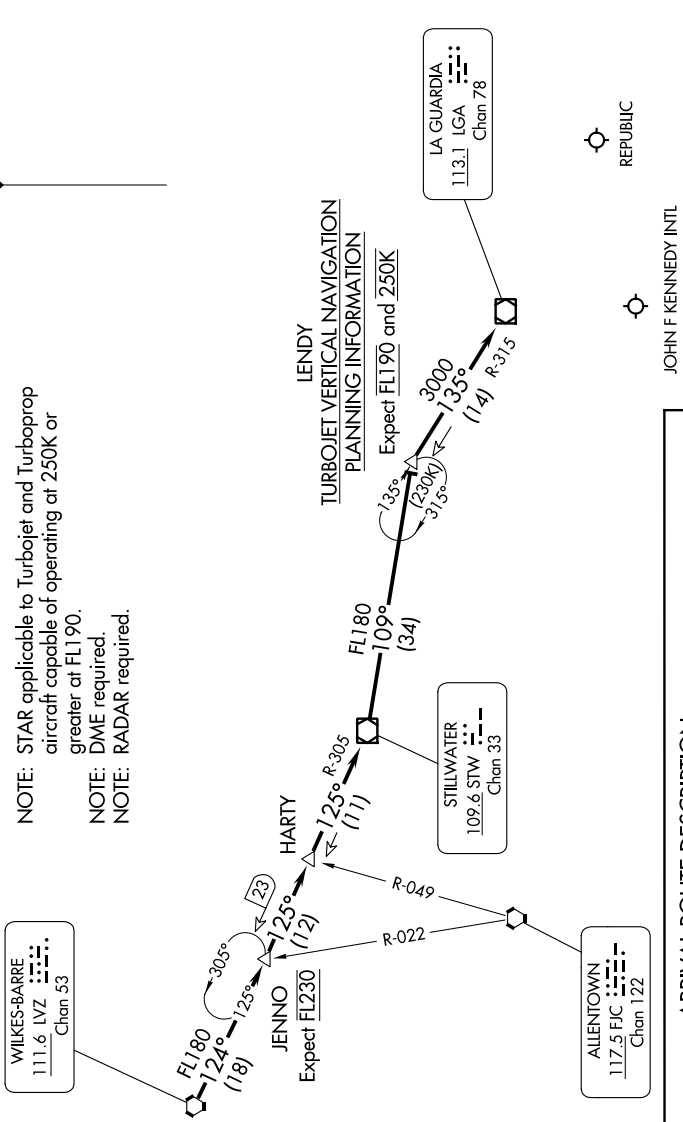 NOTE: STAR applicable to Turbojet and Turboprop
aircraft capable of operating at 250K or
greater at FL190.
NOTE: DME required.
NOTE: RADAR required.
WILKES-BARRE
111.6 LVZ
Chan 53
FL180
124°
(18)
125°
305°
JENNO
Expect FL230
23
125°
(12)
HARTY
125°
(11)
R-305
R-049
R-022
ALLENTOWN
117.5 FJC
Chan 122
STILLWATER
109.6 STW
Chan 33
FL180
109°
(34)
135°
(230K)
315°
LENDY
TURBOJET VERTICAL NAVIGATION
PLANNING INFORMATION
Expect FL190 and 250K
3000
135°
(14)
R-315
LA GUARDIA
113.1 LGA
Chan 78
REPUBLIC
JOHN F KENNEDY INTL